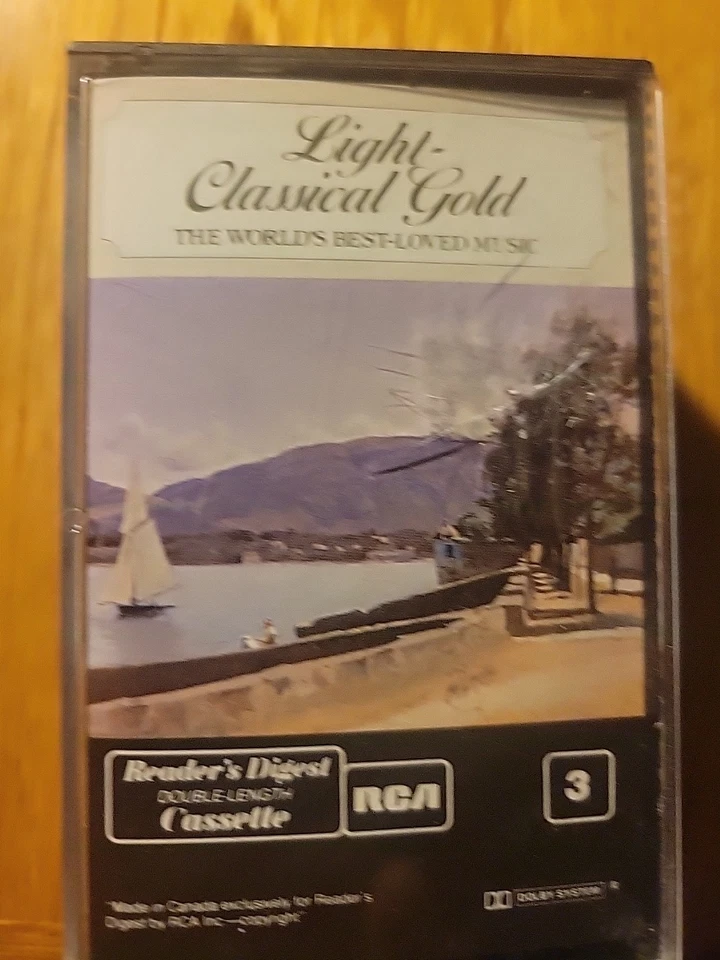 Light-
Classical Gold
THE WORLD'S BEST-LOVED MUSIC
Reader's Digest
DOUBLE-LENGTH
Cassette
RCA
3
"Made in Canada exclusively for Reader's
Digest by RCA Inc.—copyright"
DOLBY SYSTEM R